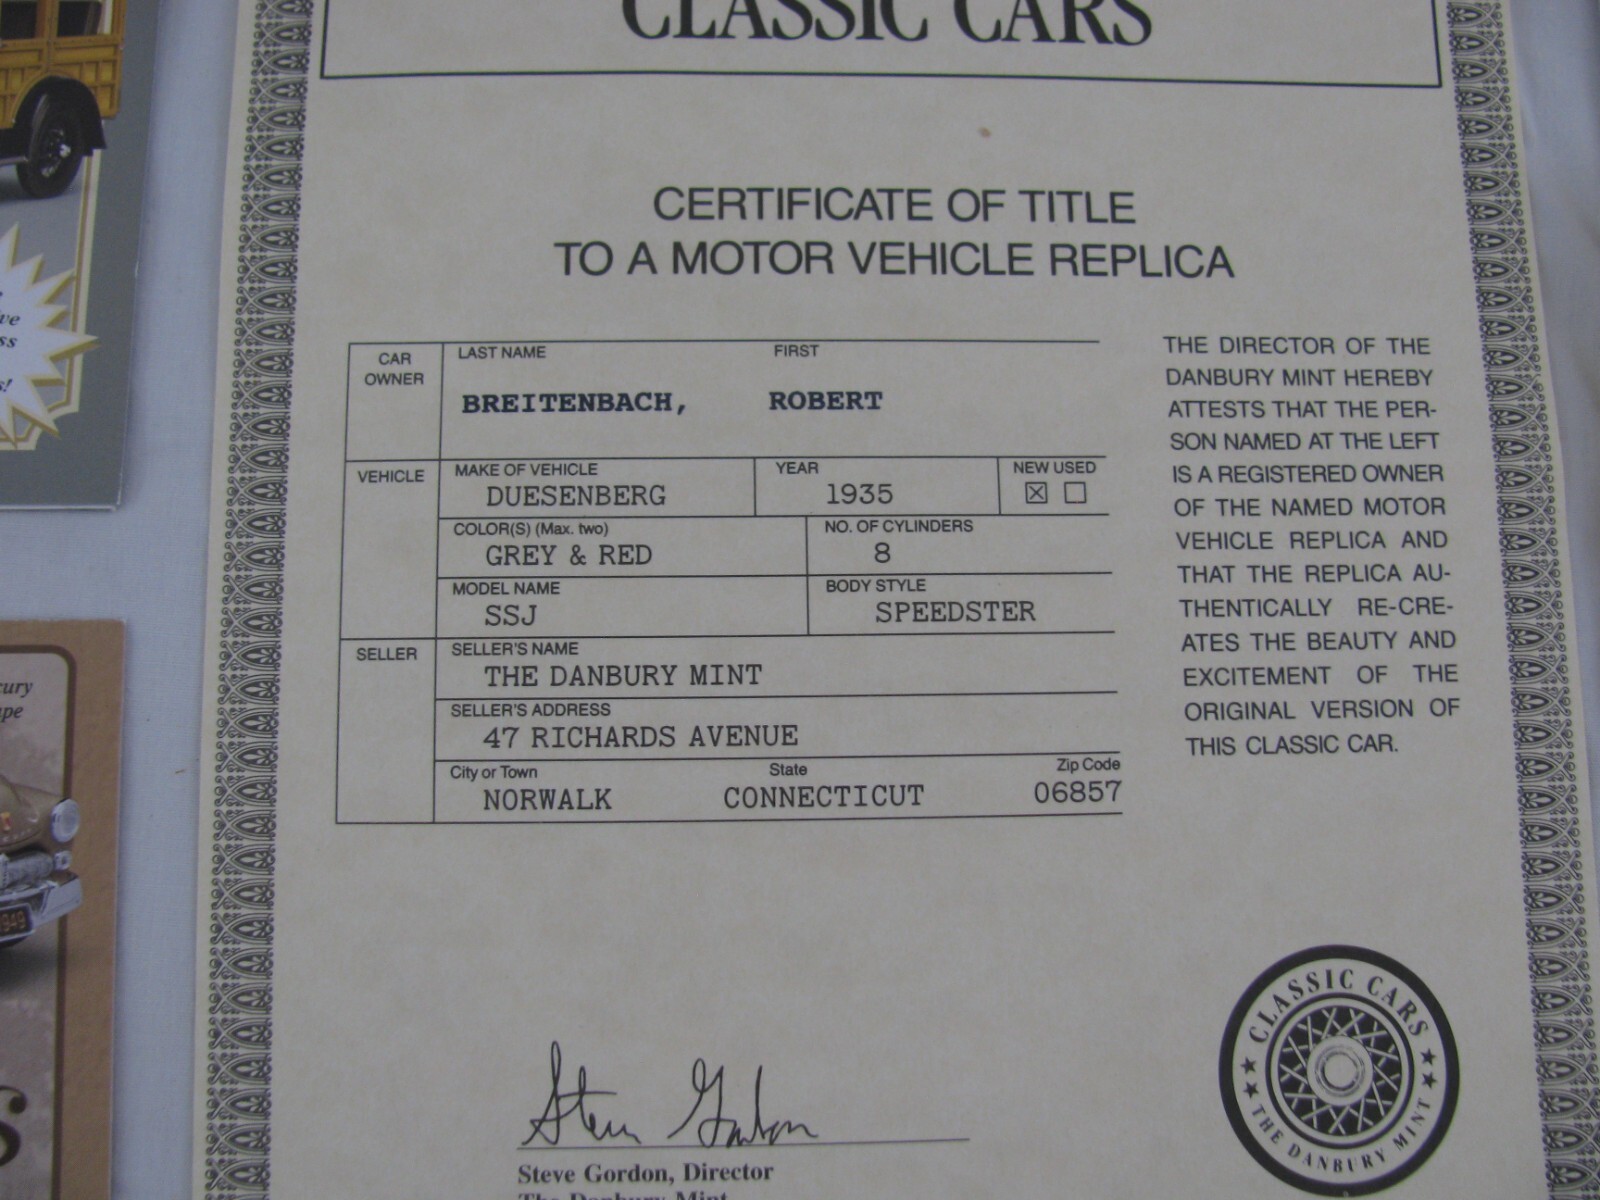 CLASSIC CARS
CERTIFICATE OF TITLE
TO A MOTOR VEHICLE REPLICA
CAR OWNER
LAST NAME FIRST
BREITENBACH, ROBERT
VEHICLE
MAKE OF VEHICLE YEAR NEW USED
DUESENBERG 1935 ☒ ☐
COLOR(S) (Max. two) NO. OF CYLINDERS
GREY & RED 8
MODEL NAME BODY STYLE
SSJ SPEEDSTER
SELLER
SELLER'S NAME
THE DANBURY MINT
SELLER'S ADDRESS
47 RICHARDS AVENUE
City or Town State Zip Code
NORWALK CONNECTICUT 06857
THE DIRECTOR OF THE
DANBURY MINT HEREBY
ATTESTS THAT THE PER-
SON NAMED AT THE LEFT
IS A REGISTERED OWNER
OF THE NAMED MOTOR
VEHICLE REPLICA AND
THAT THE REPLICA AU-
THENTICALLY RE-CRE-
ATES THE BEAUTY AND
EXCITEMENT OF THE
ORIGINAL VERSION OF
THIS CLASSIC CAR.
Steve Gordon
Steve Gordon, Director
The Danbury Mint
★ ★ CLASSIC CARS ★ ★
THE DANBURY MINT
1949